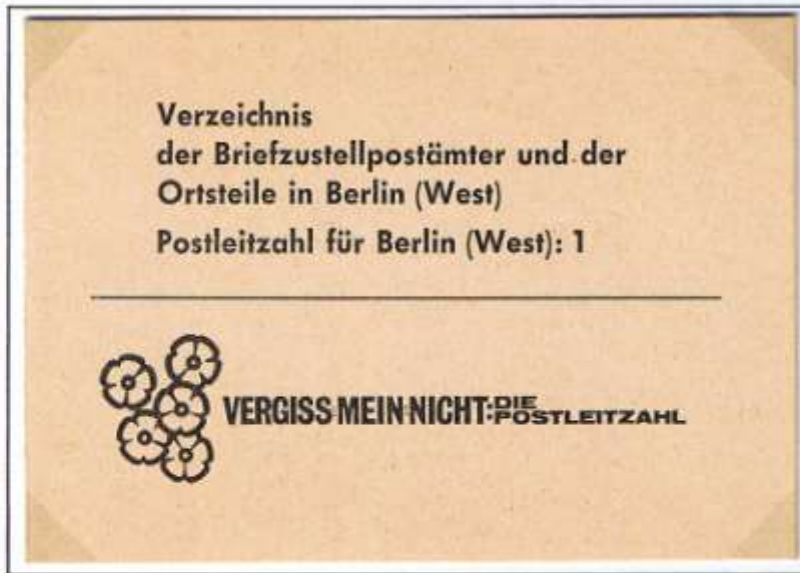 Verzeichnis
der Briefzustellpostämter und der
Ortsteile in Berlin (West)
Postleitzahl für Berlin (West): 1
VERGISS·MEIN·NICHT: DIE
POSTLEITZAHL